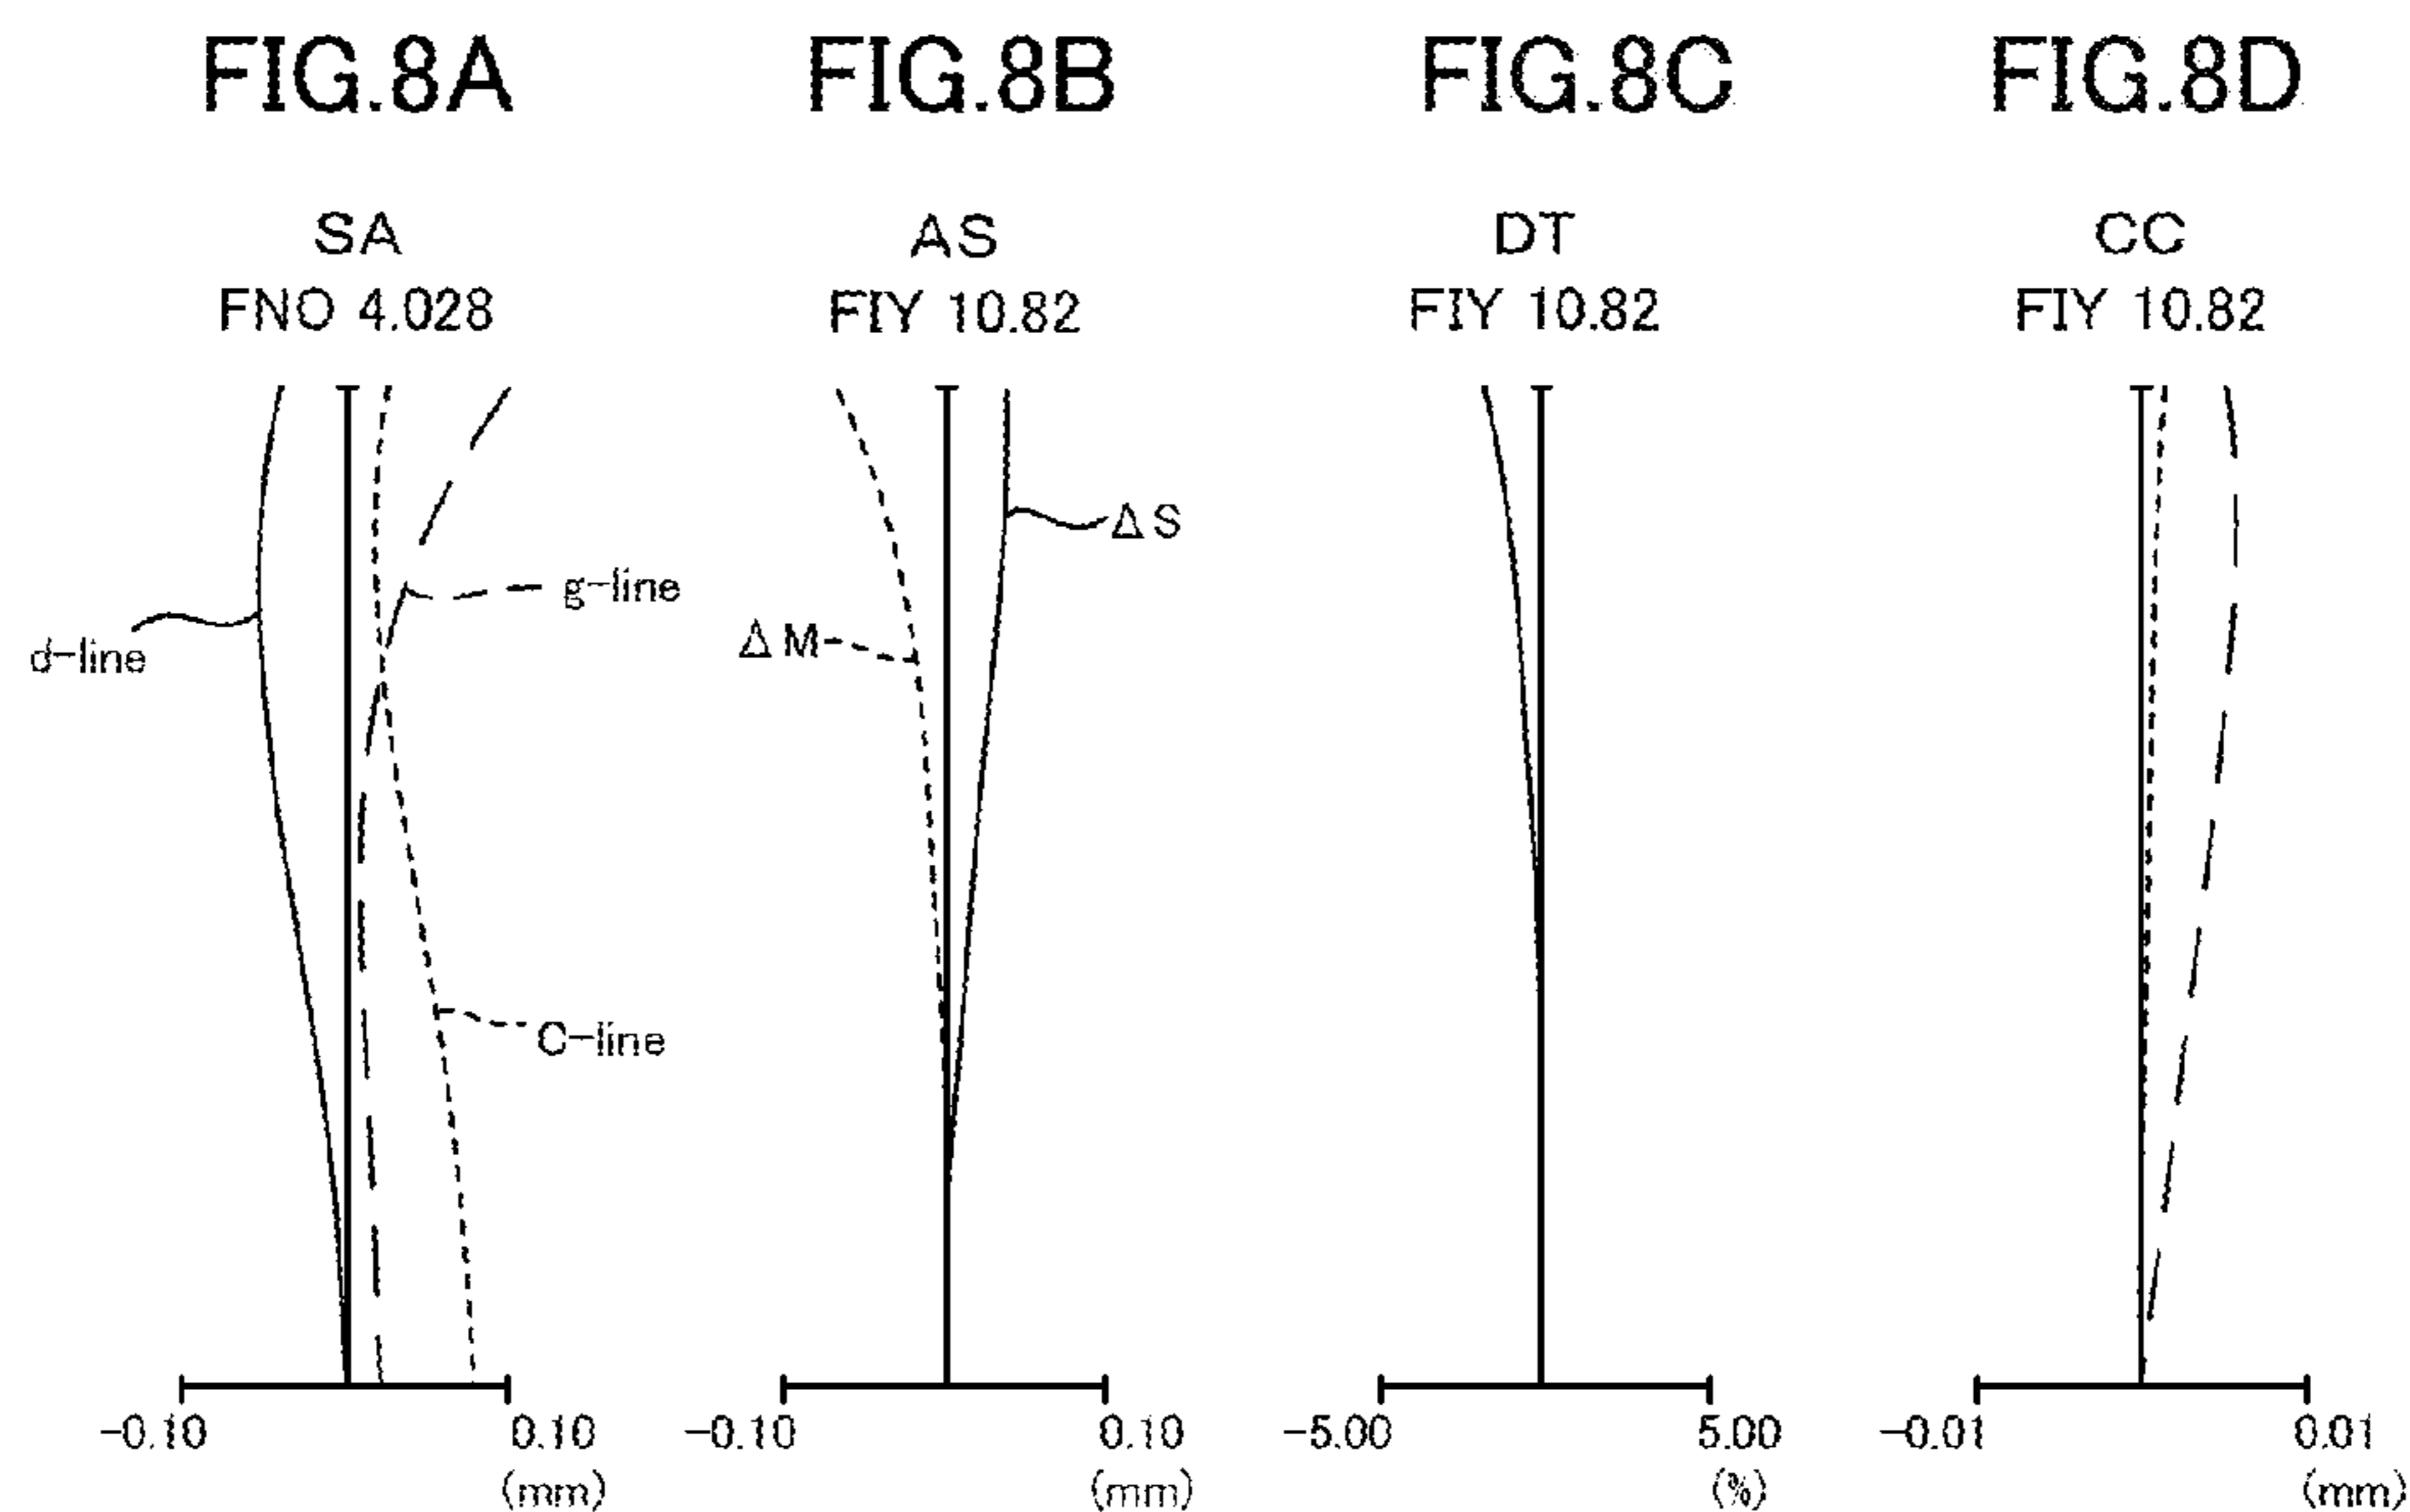 FIG.8A
FIG.8B
FIG.8C
FIG.8D
SA
FNO 4.028
AS
FIY 10.82
DT
FIY 10.82
CC
FIY 10.82
d-line
g-line
C-line
ΔM
ΔS
-0.10
0.10
(mm)
-0.10
0.10
(mm)
-5.00
5.00
(%)
-0.01
0.01
(mm)